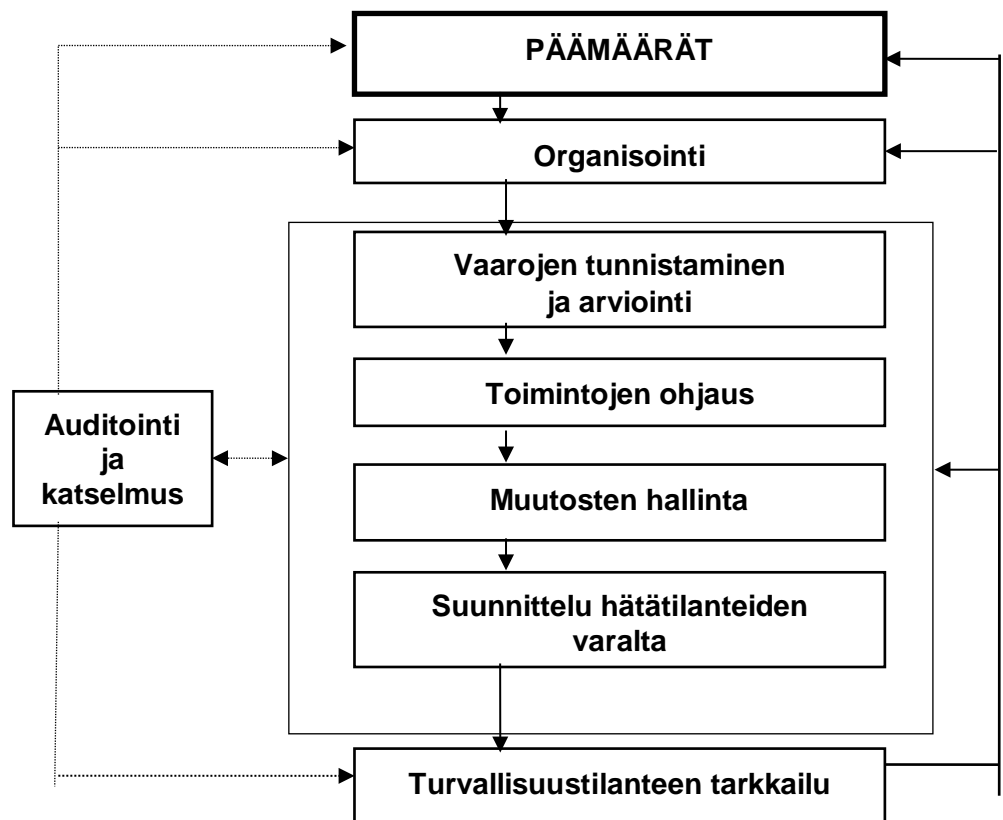 PÄÄMÄÄRÄT
Organisointi
Vaarojen tunnistaminen
ja arviointi
Toimintojen ohjaus
Auditointi
ja
katselmus
Muutosten hallinta
Suunnittelu hätätilanteiden
varalta
Turvallisuustilanteen tarkkailu